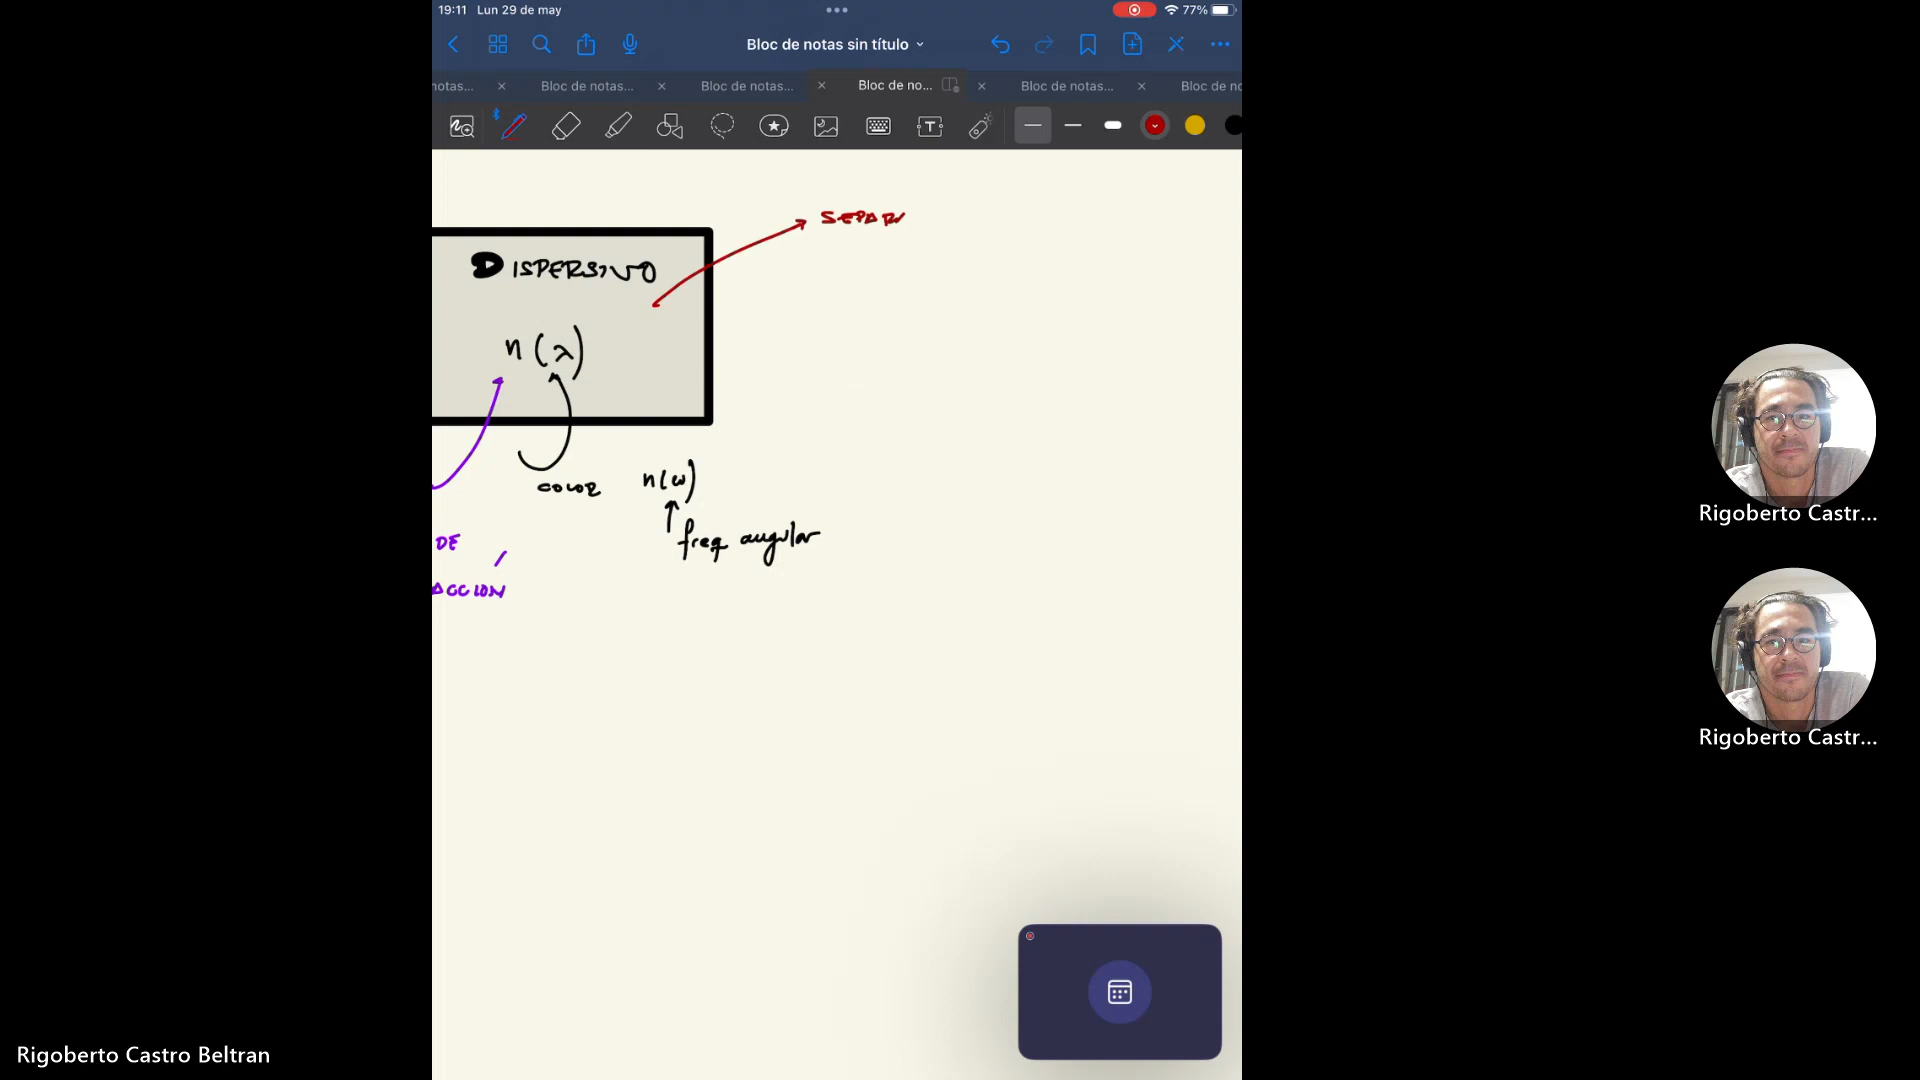 19:11 Lun 29 de may
77%
Bloc de notas sin título
notas...
Bloc de notas...
Bloc de notas...
Bloc de no...
Bloc de notas...
Bloc de no
SEPAR
DISPERSIVO
n(λ)
COLOR
n(ω)
freq angular
DE
ACCIÓN
Rigoberto Castr...
Rigoberto Castr...
Rigoberto Castro Beltran